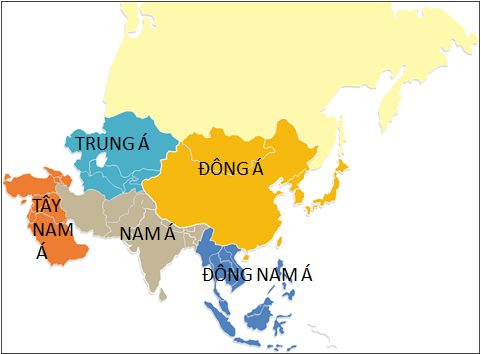 TRUNG Á
ĐÔNG Á
TÂY
NAM
Á
NAM Á
ĐÔNG NAM Á